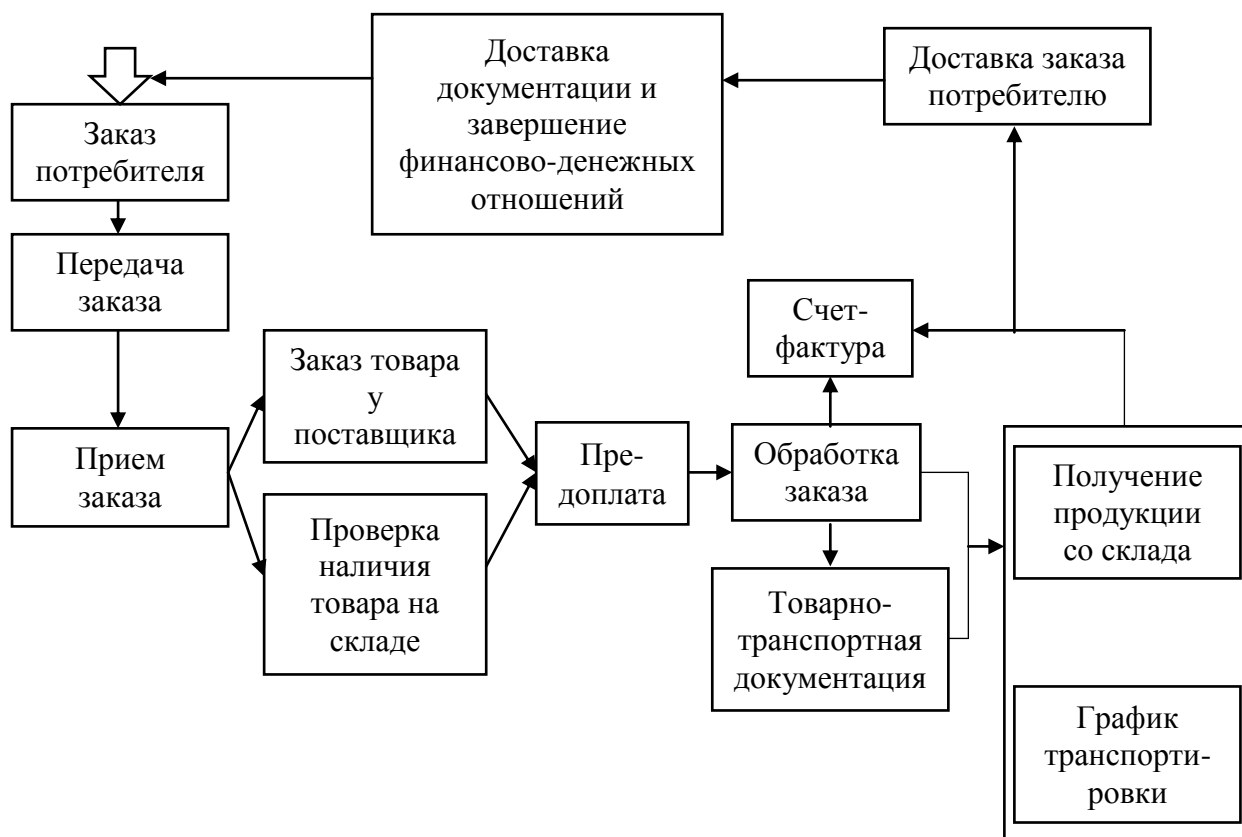 Заказ
потребителя
Передача
заказа
Прием
заказа
Заказ товара
у
поставщика
Проверка
наличия
товара на
складе
Пре-
доплата
Обработка
заказа
Счет-
фактура
Товарно-
транспортная
документация
Получение
продукции
со склада
График
транспорти-
ровки
Доставка заказа
потребителю
Доставка
документации и
завершение
финансово-денежных
отношений